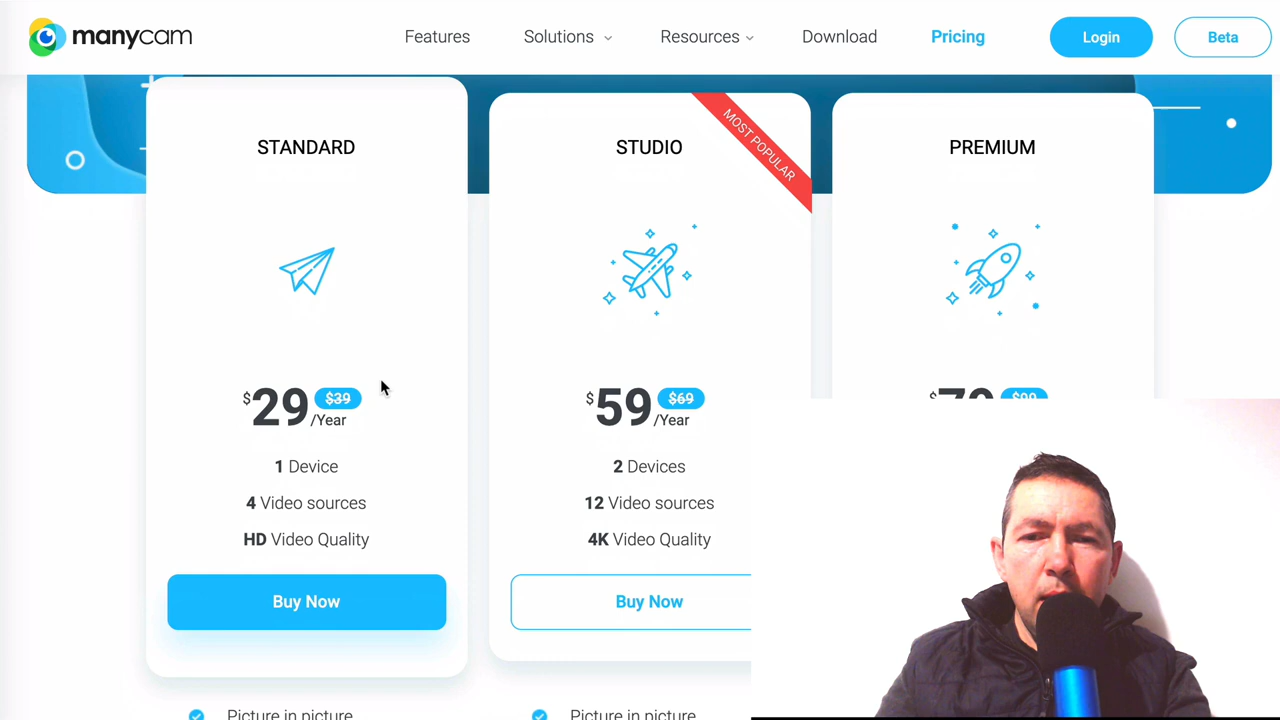 manycam
Features
Solutions
Resources
Download
Pricing
Login
Beta
STANDARD
$29 $39
/Year
1 Device
4 Video sources
HD Video Quality
Buy Now
Picture in picture
STUDIO
MOST POPULAR
$59 $69
/Year
2 Devices
12 Video sources
4K Video Quality
Buy Now
Picture in picture
PREMIUM